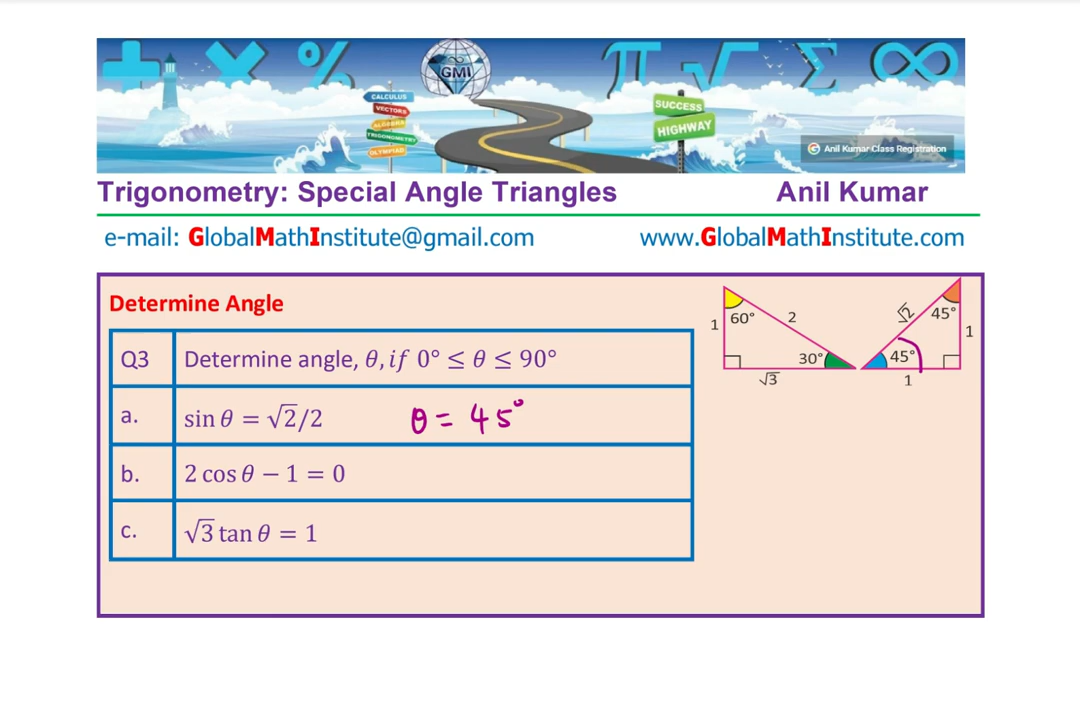 GMI
CALCULUS
VECTORS
ALGEBRA
TRIGONOMETRY
OLYMPIAD
SUCCESS
HIGHWAY
Anil Kumar Class Registration
Trigonometry: Special Angle Triangles Anil Kumar
e-mail: GlobalMathInstitute@gmail.com www.GlobalMathInstitute.com
Determine Angle
Q3 Determine angle, θ, if 0° ≤ θ ≤ 90°
a. sin θ = √2/2 θ = 45°
b. 2 cos θ − 1 = 0
c. √3 tan θ = 1
1 60° 2 30° √3
√2 45° 1 45° 1